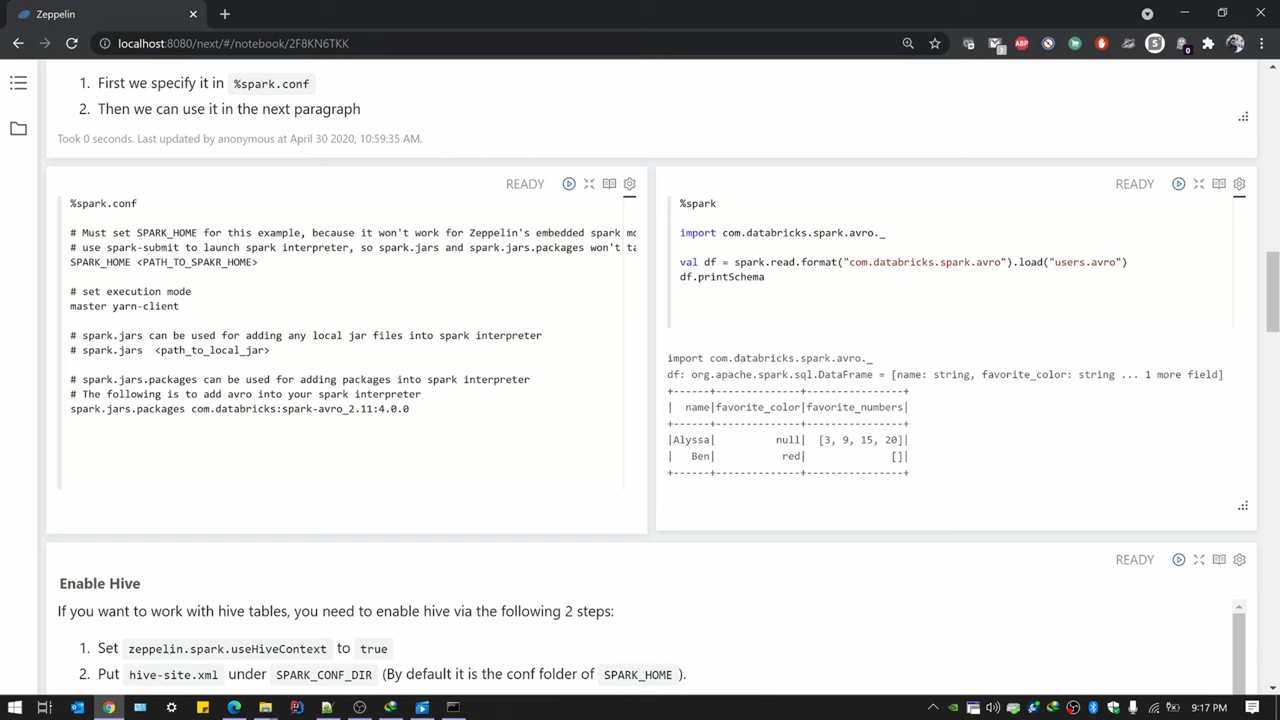 Zeppelin
localhost:8080/next/#/notebook/2F8KN6TKK
1. First we specify it in %spark.conf
2. Then we can use it in the next paragraph
Took 0 seconds. Last updated by anonymous at April 30 2020, 10:59:35 AM.
READY
%spark.conf
# Must set SPARK_HOME for this example, because it won't work for Zeppelin's embedded spark mo
# use spark-submit to launch spark interpreter, so spark.jars and spark.jars.packages won't ta
SPARK_HOME <PATH_TO_SPAKR_HOME>
# set execution mode
master yarn-client
# spark.jars can be used for adding any local jar files into spark interpreter
# spark.jars  <path_to_local_jar>
# spark.jars.packages can be used for adding packages into spark interpreter
# The following is to add avro into your spark interpreter
spark.jars.packages com.databricks:spark-avro_2.11:4.0.0
READY
%spark
import com.databricks.spark.avro._
val df = spark.read.format("com.databricks.spark.avro").load("users.avro")
df.printSchema
import com.databricks.spark.avro._
df: org.apache.spark.sql.DataFrame = [name: string, favorite_color: string ... 1 more field]
+------+--------------+----------------+
|  name|favorite_color|favorite_numbers|
+------+--------------+----------------+
|Alyssa|          null|  [3, 9, 15, 20]|
|   Ben|           red|              []|
+------+--------------+----------------+
READY
Enable Hive
If you want to work with hive tables, you need to enable hive via the following 2 steps:
1. Set zeppelin.spark.useHiveContext to true
2. Put hive-site.xml under SPARK_CONF_DIR (By default it is the conf folder of SPARK_HOME ).
9:17 PM